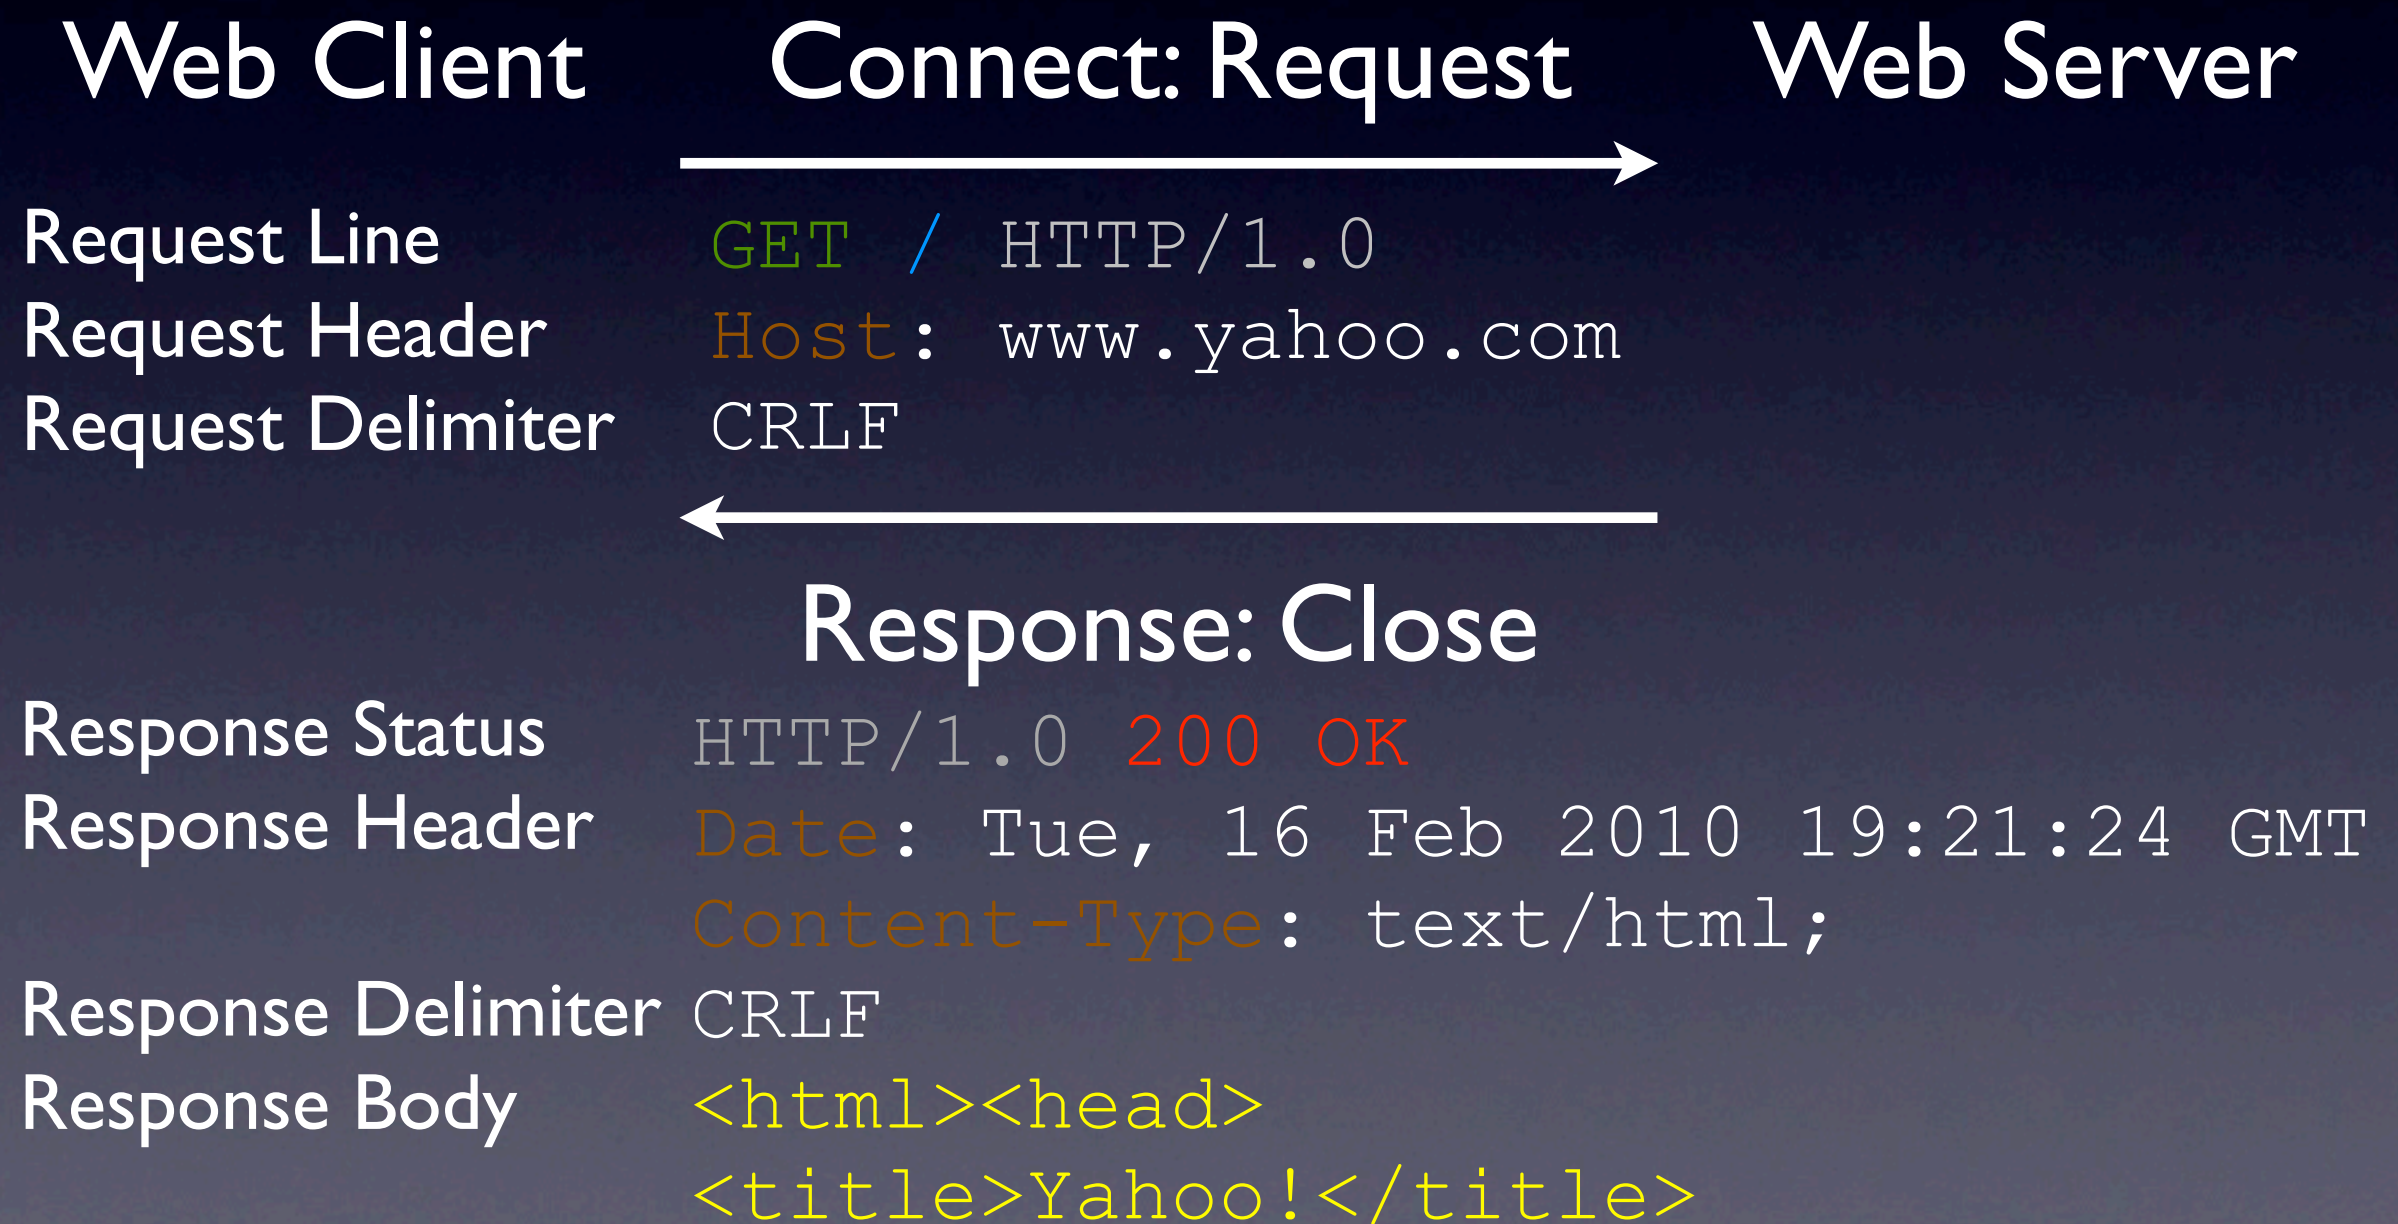 Web Client Connect: Request Web Server
Request Line GET / HTTP/1.0
Request Header Host: www.yahoo.com
Request Delimiter CRLF
Response: Close
Response Status HTTP/1.0 200 OK
Response Header Date: Tue, 16 Feb 2010 19:21:24 GMT
Content-Type: text/html;
Response Delimiter CRLF
Response Body <html><head>
<title>Yahoo!</title>